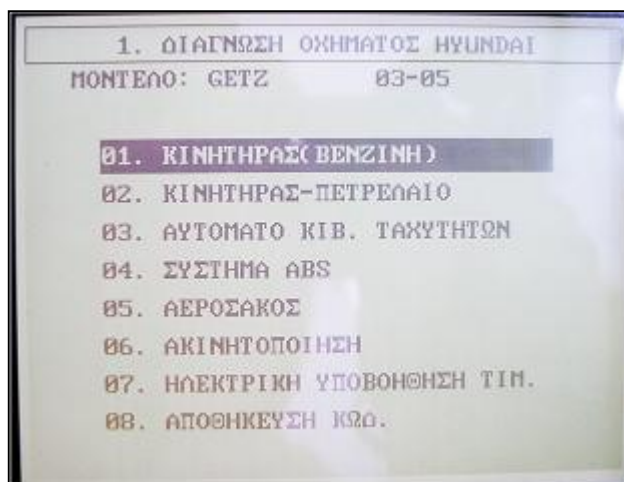 1. ΔΙΑΓΝΩΣΗ ΟΧΗΜΑΤΟΣ HYUNDAI
ΜΟΝΤΕΛΟ: GETZ 03-05
01. ΚΙΝΗΤΗΡΑΣ(ΒΕΝΖΙΝΗ)
02. ΚΙΝΗΤΗΡΑΣ-ΠΕΤΡΕΛΑΙΟ
03. ΑΥΤΟΜΑΤΟ ΚΙΒ. ΤΑΧΥΤΗΤΩΝ
04. ΣΥΣΤΗΜΑ ABS
05. ΑΕΡΟΣΑΚΟΣ
06. ΑΚΙΝΗΤΟΠΟΙΗΣΗ
07. ΗΛΕΚΤΡΙΚΗ ΥΠΟΒΟΗΘΗΣΗ ΤΙΜ.
08. ΑΠΟΘΗΚΕΥΣΗ ΚΩΔ.